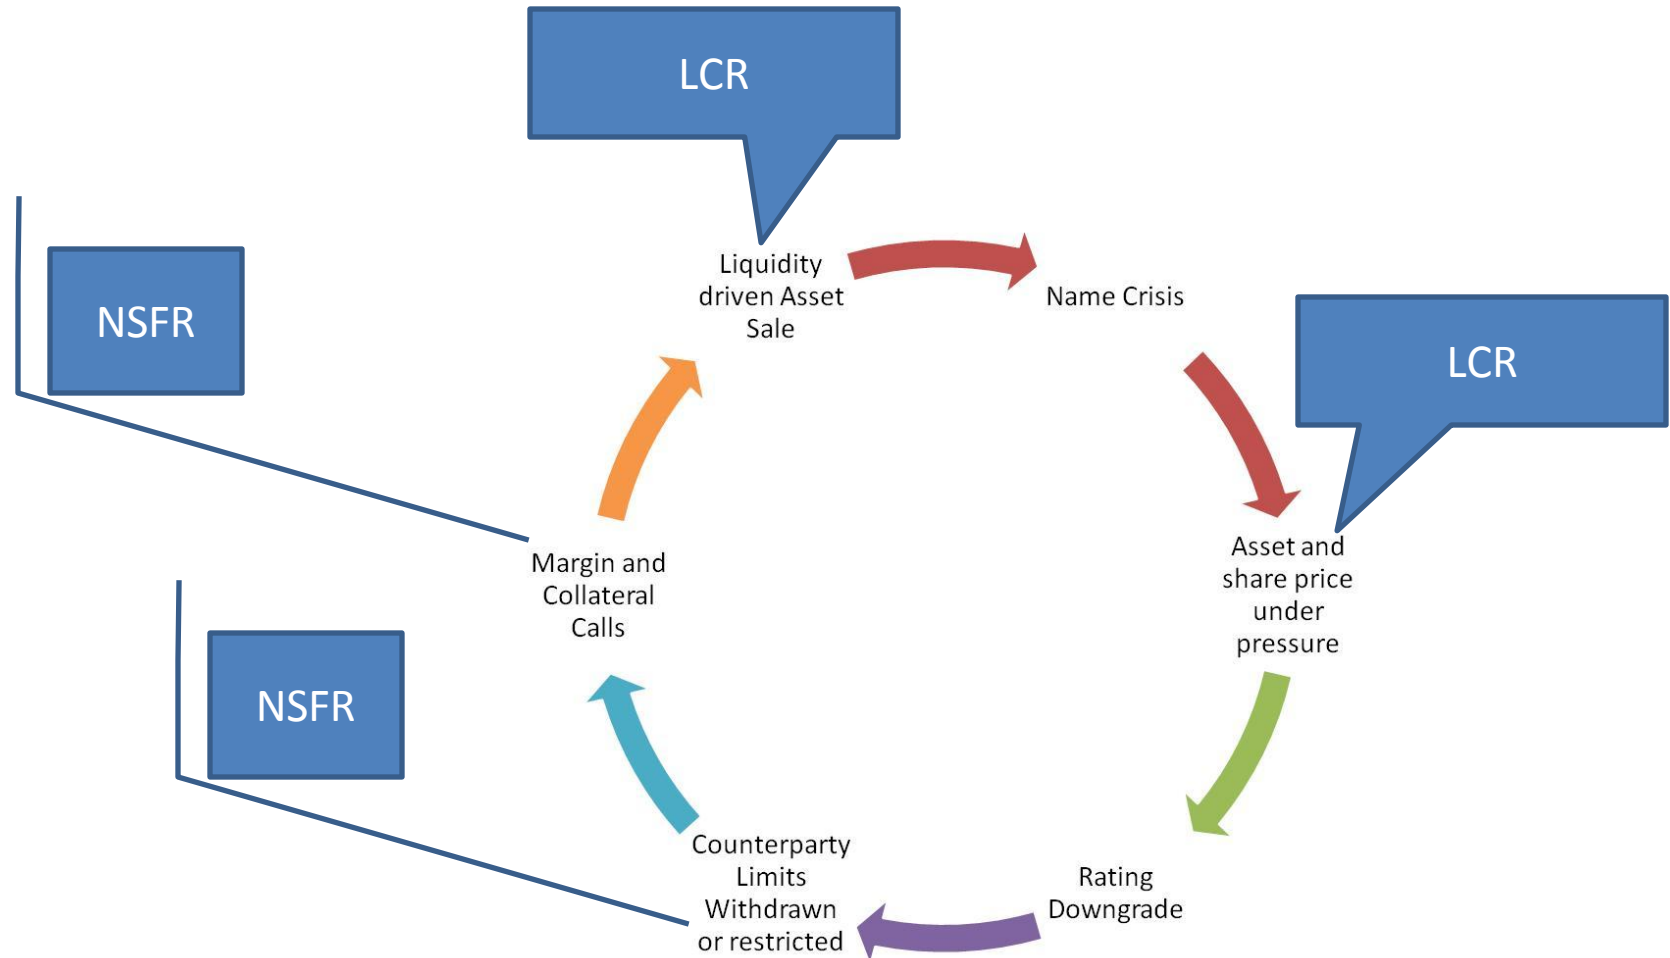 LCR
Liquidity
driven Asset
Sale
Name Crisis
LCR
Asset and
share price
under
pressure
Rating
Downgrade
Counterparty
Limits
Withdrawn
or restricted
NSFR
Margin and
Collateral
Calls
NSFR